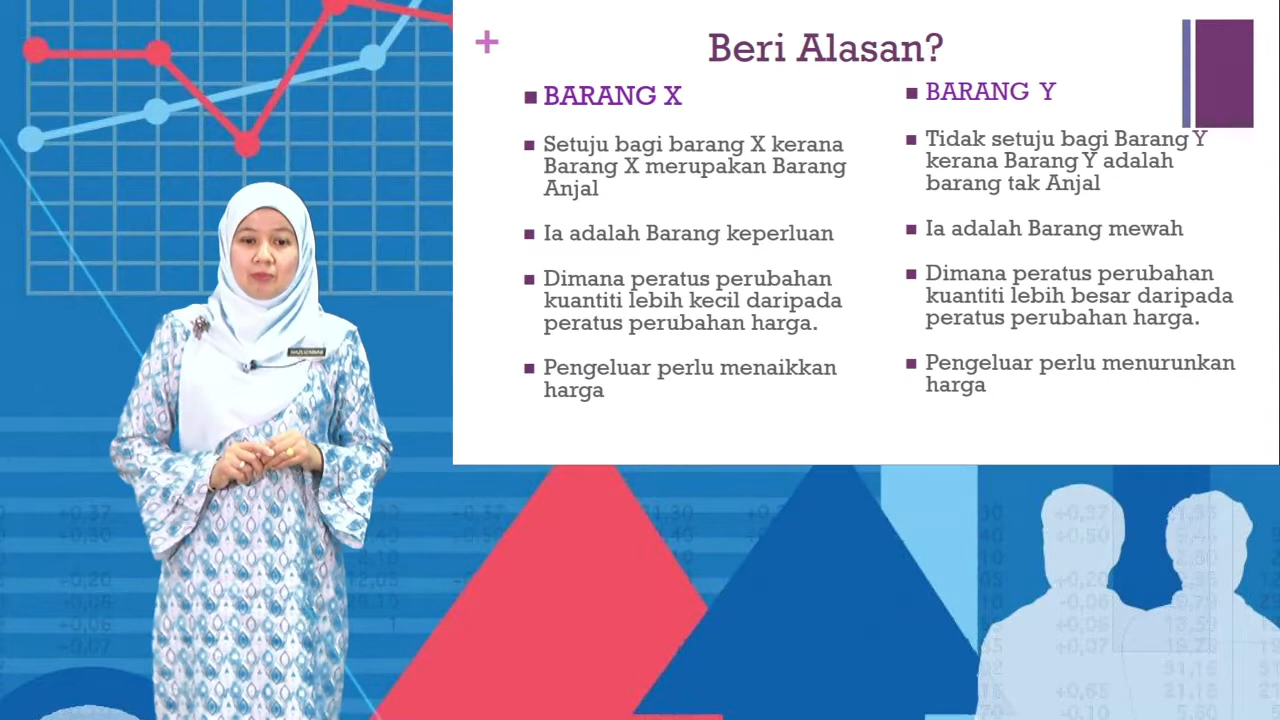 Beri Alasan?
BARANG X
Setuju bagi barang X kerana
Barang X merupakan Barang
Anjal
Ia adalah Barang keperluan
Dimana peratus perubahan
kuantiti lebih kecil daripada
peratus perubahan harga.
Pengeluar perlu menaikkan
harga
BARANG Y
Tidak setuju bagi Barang Y
kerana Barang Y adalah
barang tak Anjal
Ia adalah Barang mewah
Dimana peratus perubahan
kuantiti lebih besar daripada
peratus perubahan harga.
Pengeluar perlu menurunkan
harga